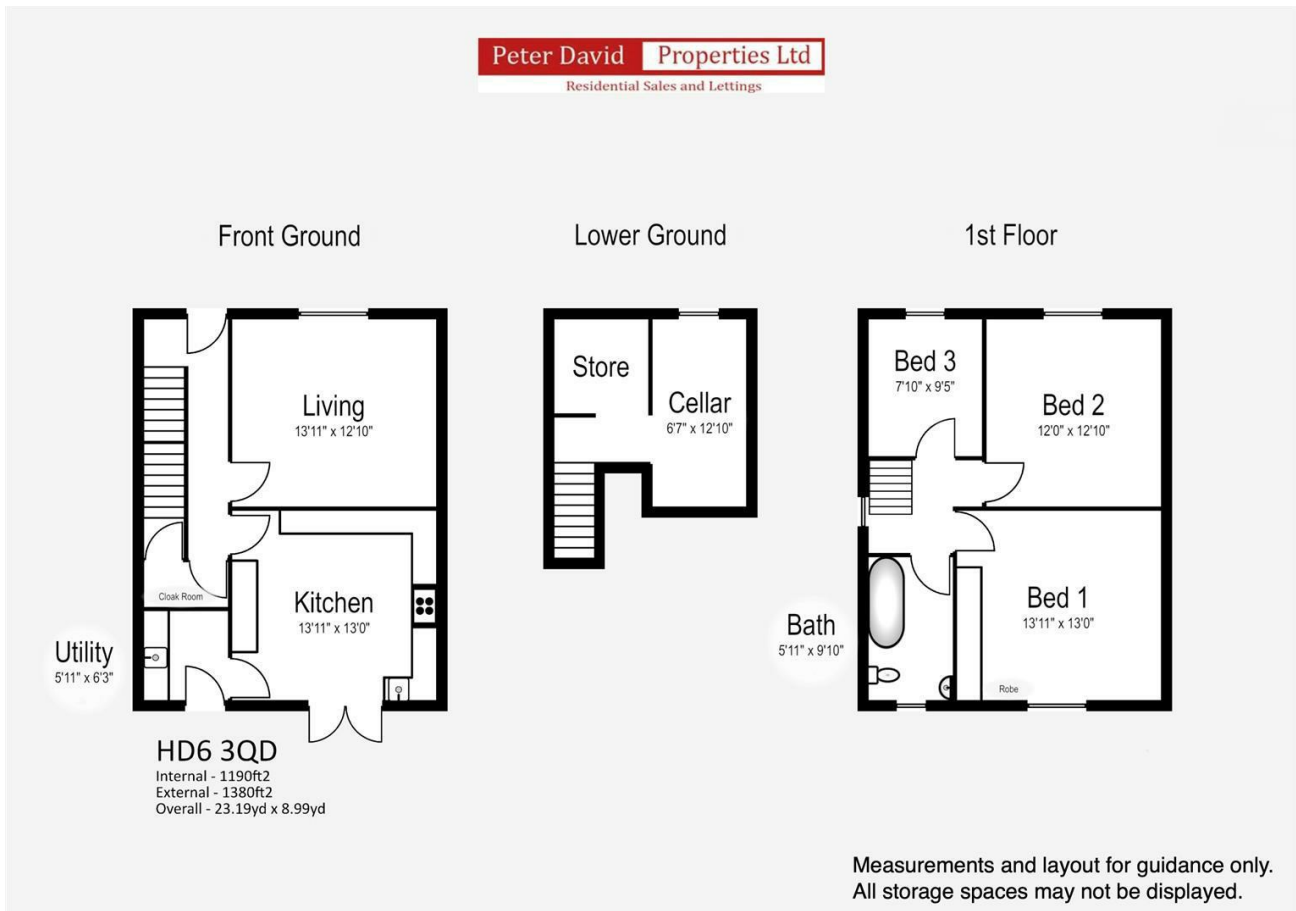 Peter David Properties Ltd
Residential Sales and Lettings
Front Ground
Living
13'11" x 12'10"
Cloak Room
Kitchen
13'11" x 13'0"
Utility
5'11" x 6'3"
Lower Ground
Store
Cellar
6'7" x 12'10"
1st Floor
Bed 3
7'10" x 9'5"
Bed 2
12'0" x 12'10"
Bath
5'11" x 9'10"
Bed 1
13'11" x 13'0"
Robe
HD6 3QD
Internal - 1190ft2
External - 1380ft2
Overall - 23.19yd x 8.99yd
Measurements and layout for guidance only.
All storage spaces may not be displayed.